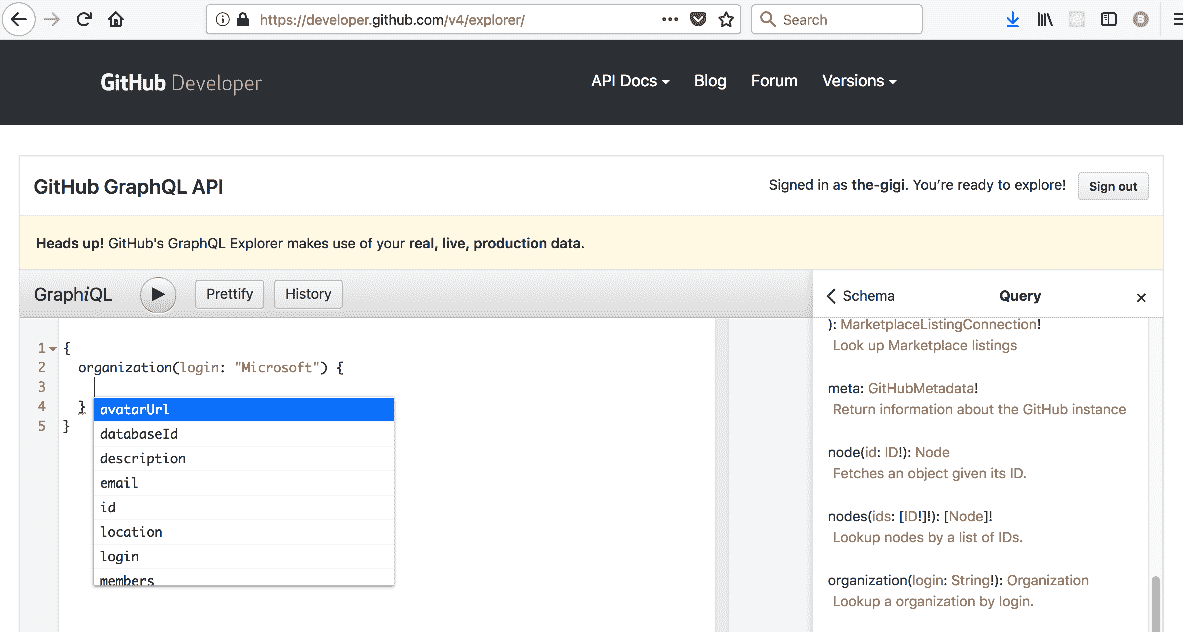 https://developer.github.com/v4/explorer/
Search
GitHub Developer
API Docs
Blog
Forum
Versions
GitHub GraphQL API
Signed in as the-gigi. You're ready to explore!
Sign out
Heads up! GitHub's GraphQL Explorer makes use of your real, live, production data.
GraphiQL
Prettify
History
1 {
2 organization(login: "Microsoft") {
3
4 }
5 }
avatarUrl
databaseId
description
email
id
location
login
members
Schema
Query
): MarketplaceListingConnection!
Look up Marketplace listings
meta: GitHubMetadata!
Return information about the GitHub instance
node(id: ID!): Node
Fetches an object given its ID.
nodes(ids: [ID!]!): [Node]!
Lookup nodes by a list of IDs.
organization(login: String!): Organization
Lookup a organization by login.